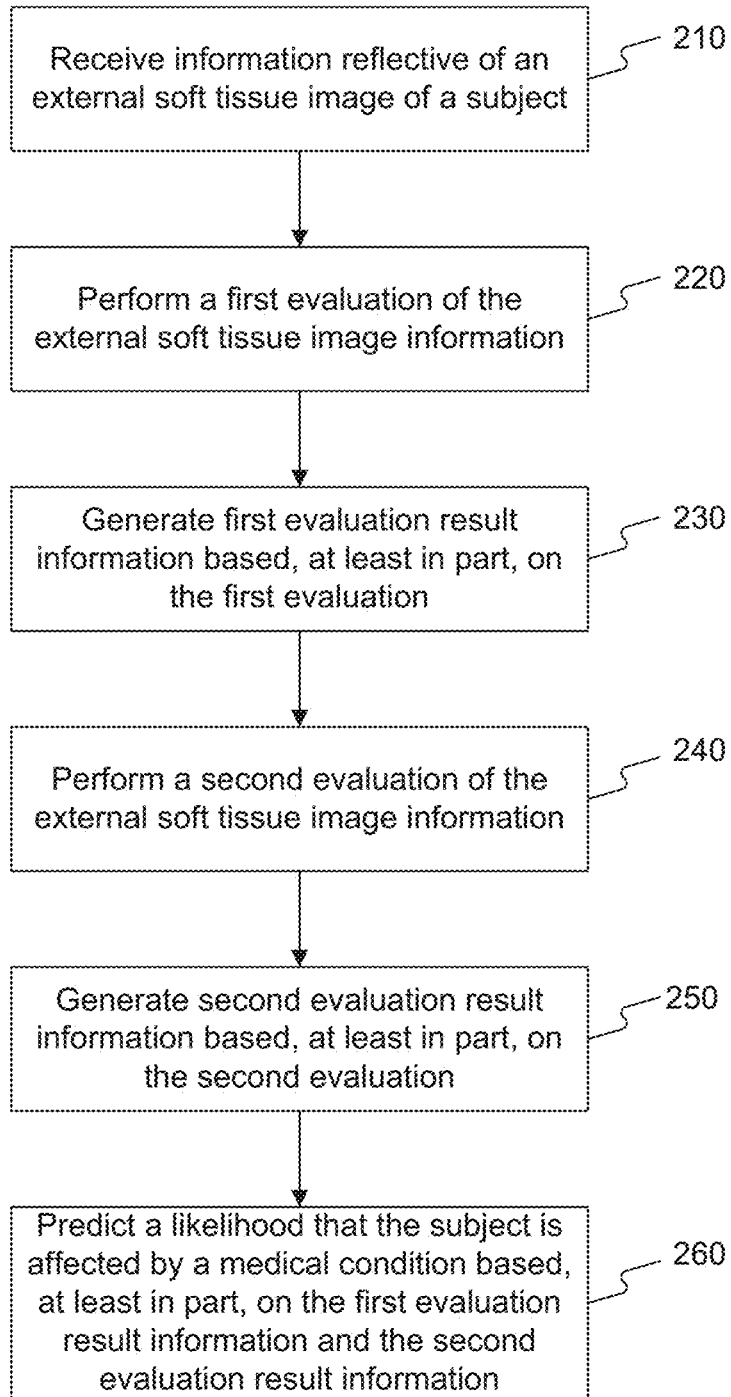 Receive information reflective of an
external soft tissue image of a subject
210
Perform a first evaluation of the
external soft tissue image information
220
Generate first evaluation result
information based, at least in part, on
the first evaluation
230
Perform a second evaluation of the
external soft tissue image information
240
Generate second evaluation result
information based, at least in part, on
the second evaluation
250
Predict a likelihood that the subject is
affected by a medical condition based,
at least in part, on the first evaluation
result information and the second
evaluation result information
260